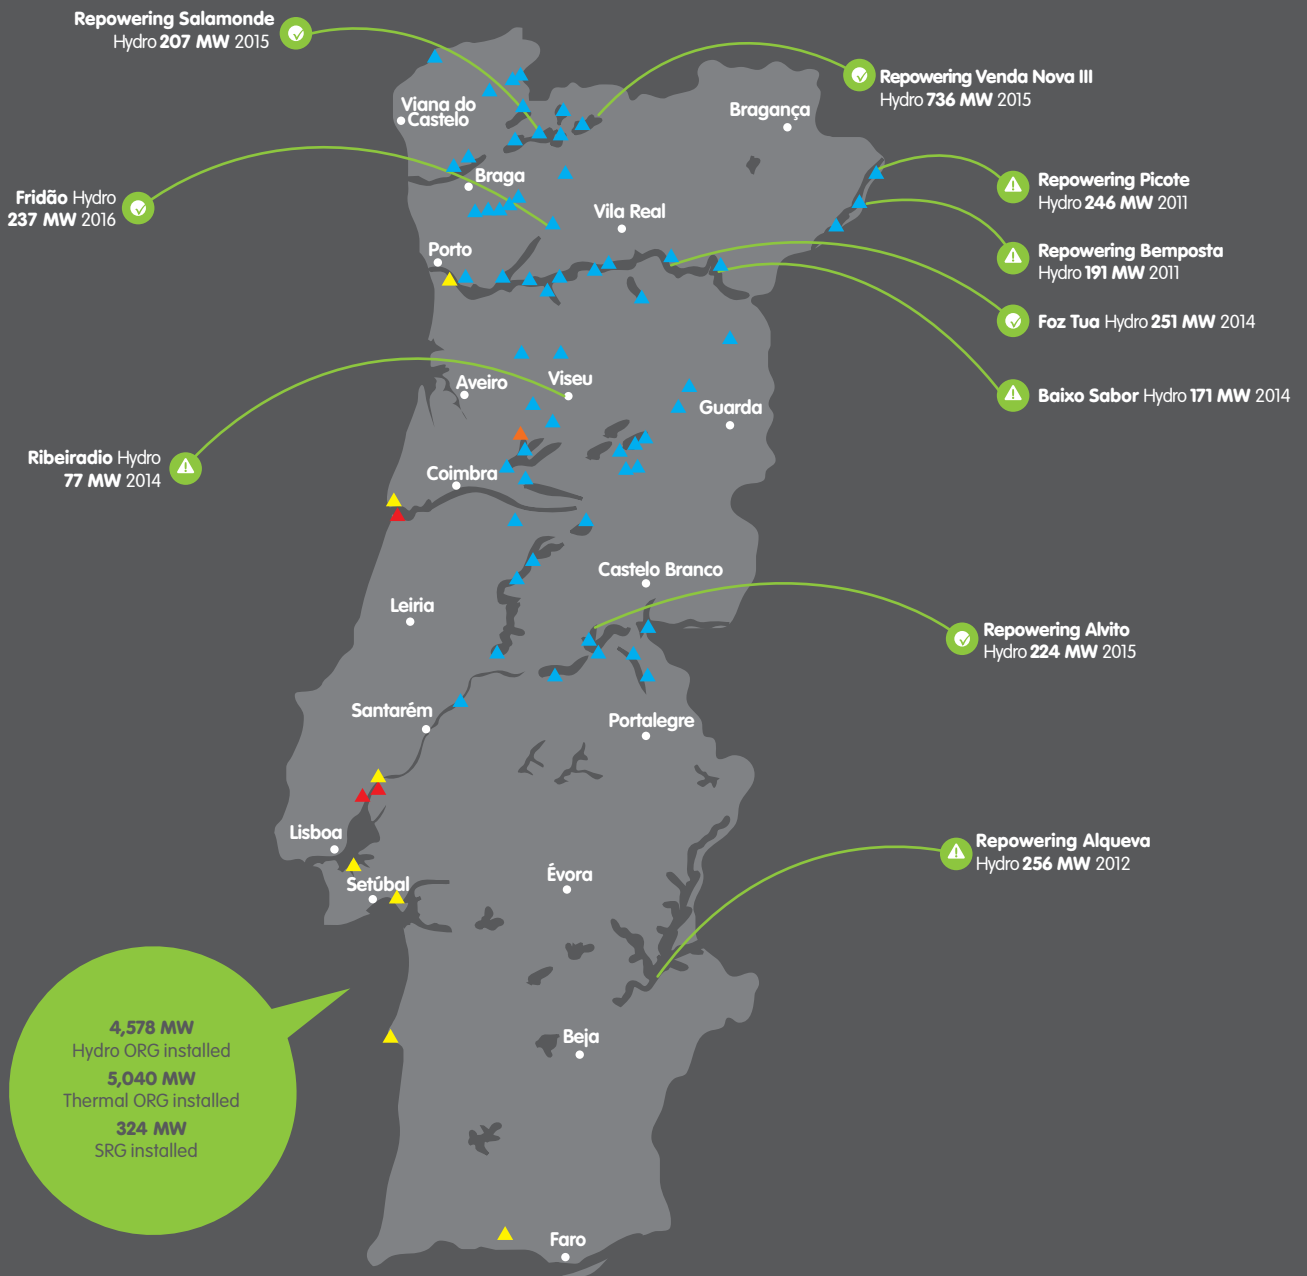 Repowering Salamonde
Hydro 207 MW 2015
Repowering Venda Nova III
Hydro 736 MW 2015
Viana do
Castelo
Bragança
Braga
Repowering Picote
Hydro 246 MW 2011
Fridão Hydro
237 MW 2016
Vila Real
Porto
Repowering Bemposta
Hydro 191 MW 2011
Foz Tua Hydro 251 MW 2014
Aveiro
Viseu
Guarda
Baixo Sabor Hydro 171 MW 2014
Ribeiradio Hydro
77 MW 2014
Coimbra
Castelo Branco
Leiria
Repowering Alvito
Hydro 224 MW 2015
Santarém
Portalegre
Lisboa
Repowering Alqueva
Hydro 256 MW 2012
Setúbal
Évora
4,578 MW
Hydro ORG installed
5,040 MW
Thermal ORG installed
324 MW
SRG installed
Beja
Faro